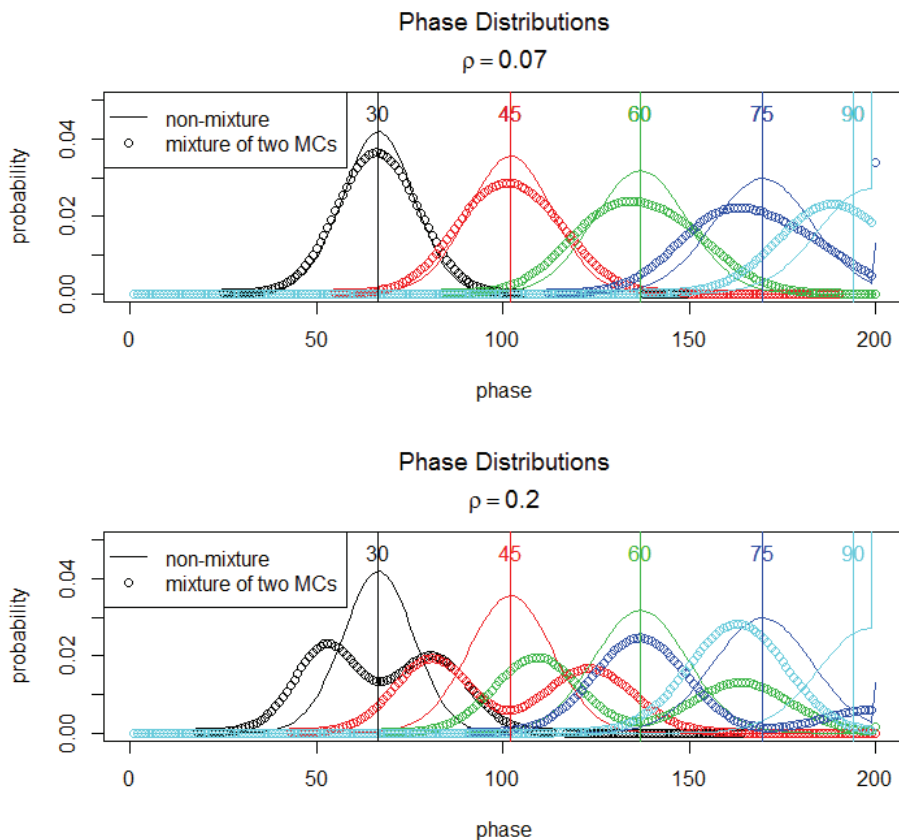 Phase Distributions
ρ = 0.07
non-mixture
mixture of two MCs
30 45 60 75 90
probability
0.00 0.02 0.04
0 50 100 150 200
phase
Phase Distributions
ρ = 0.2
non-mixture
mixture of two MCs
30 45 60 75 90
probability
0.00 0.02 0.04
0 50 100 150 200
phase